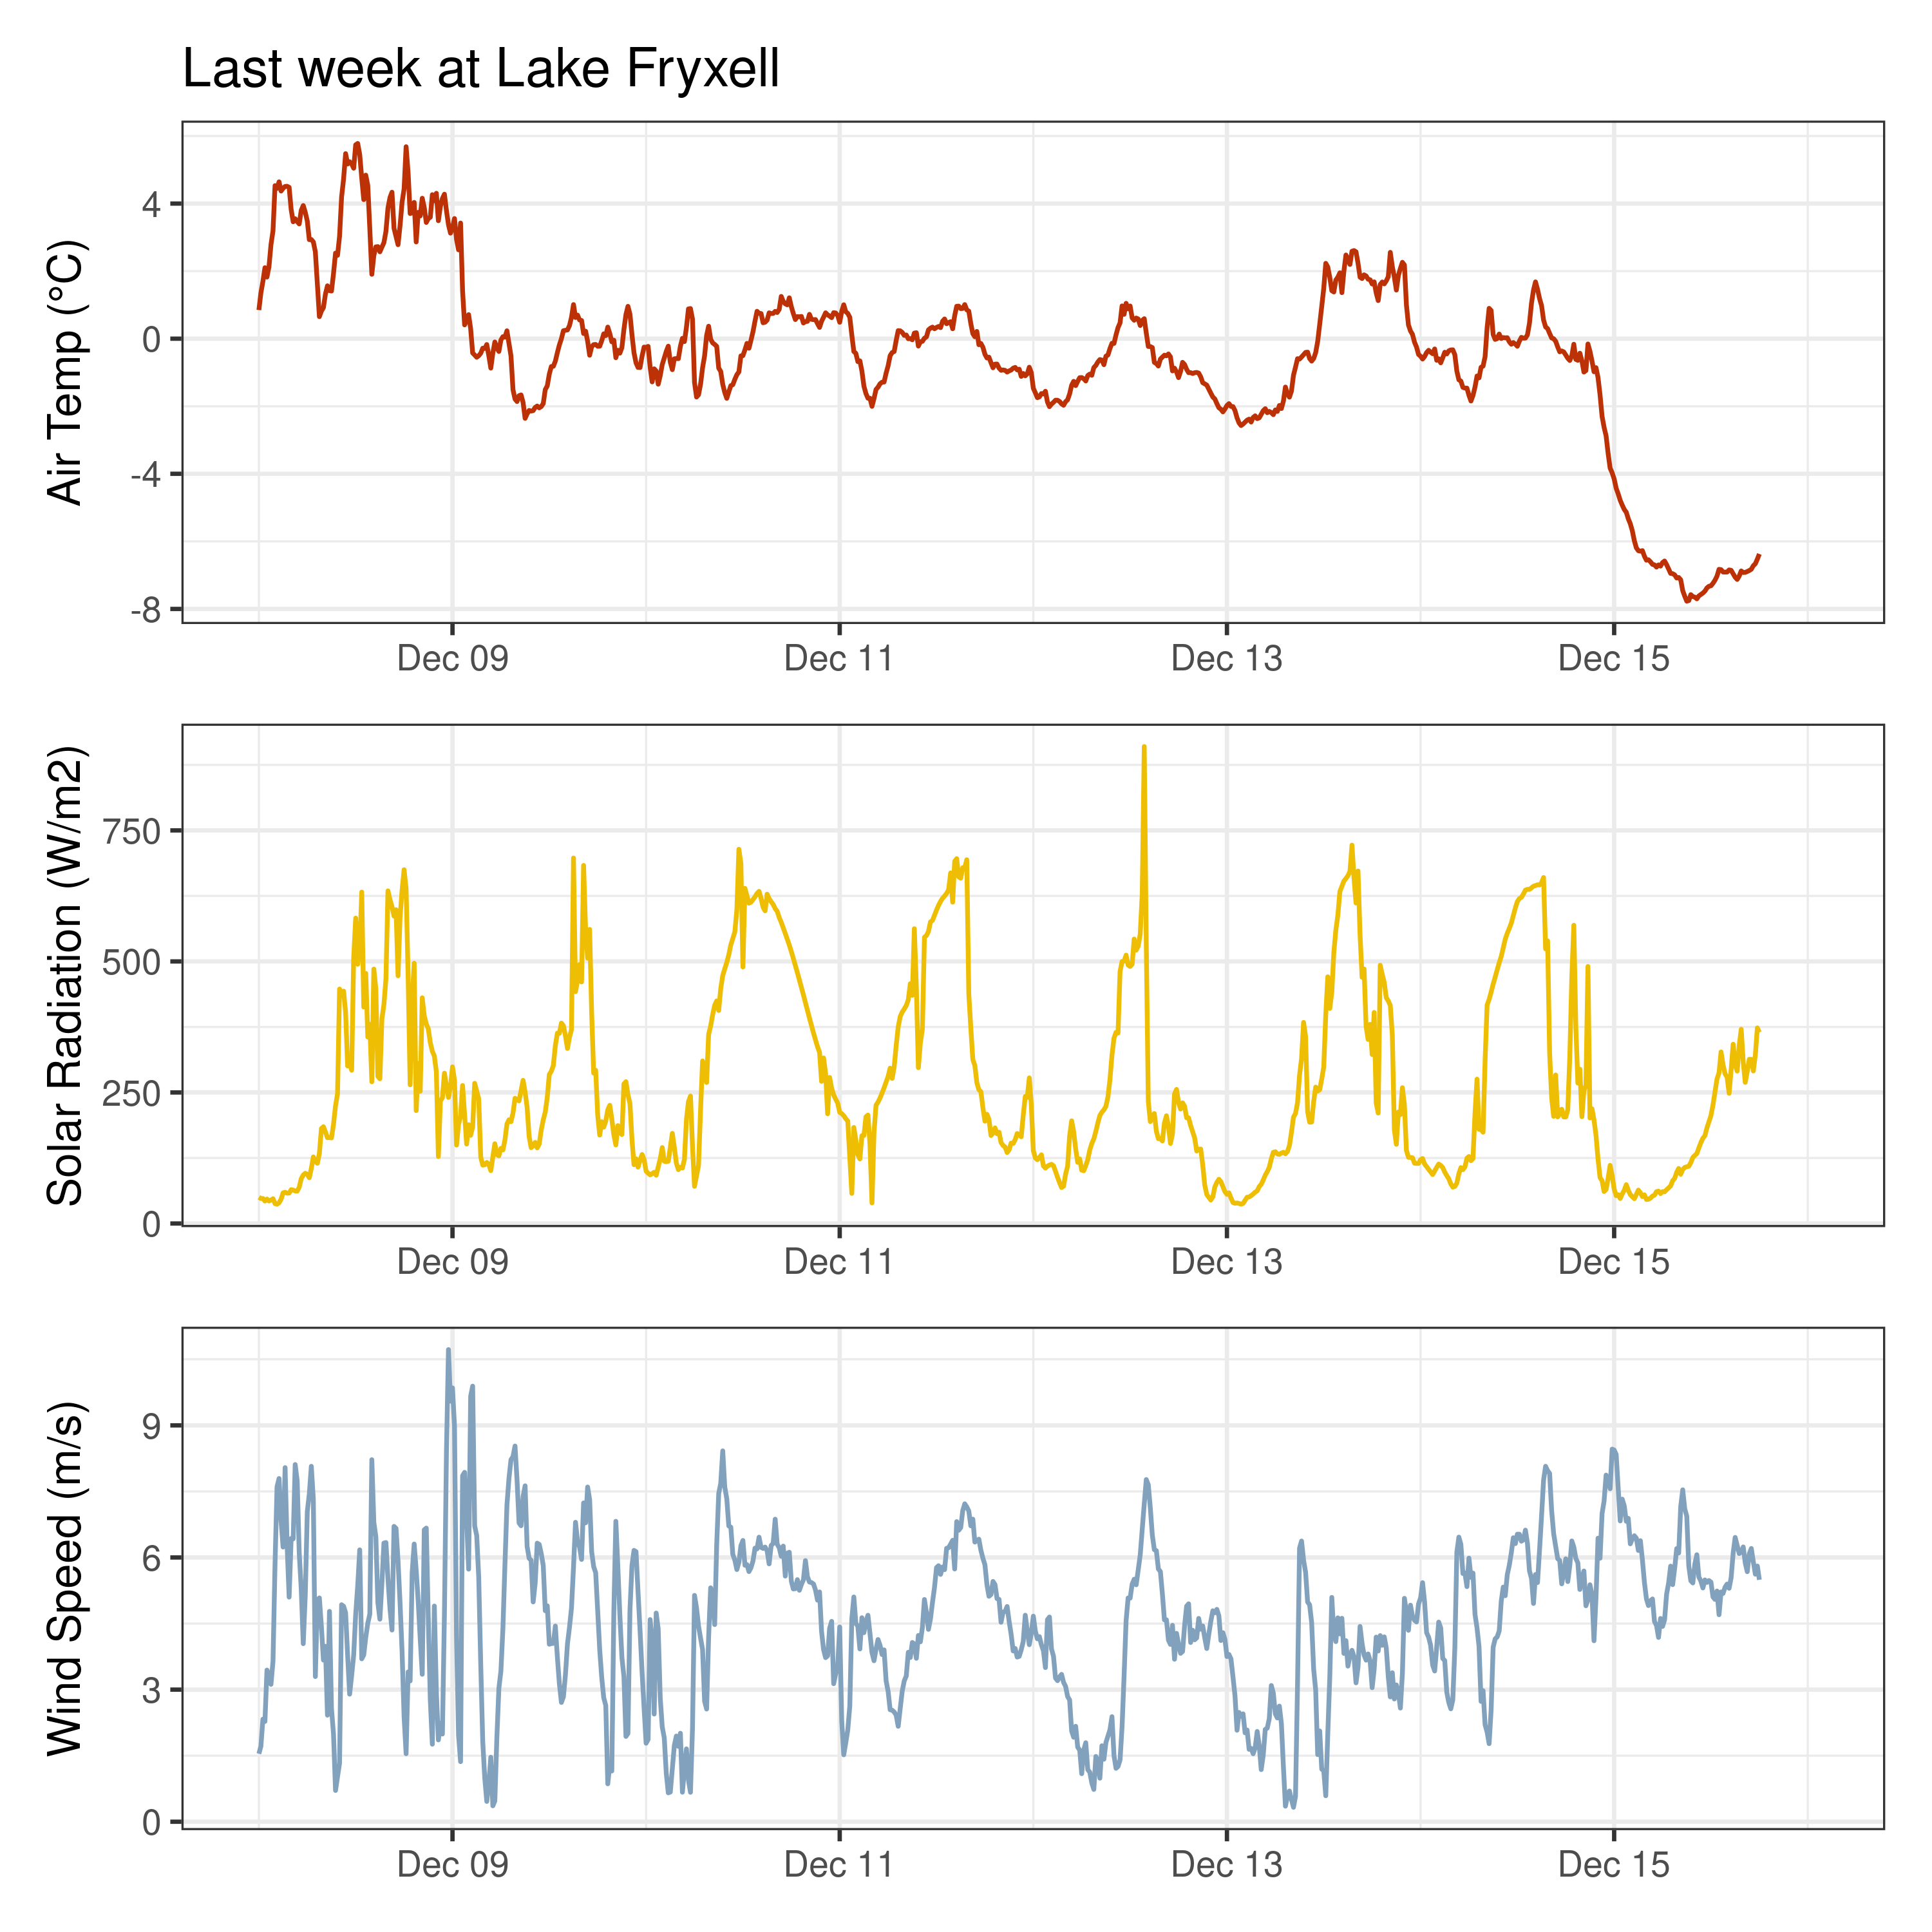 Last week at Lake Fryxell
Air Temp (°C)
4
0
-4
-8
Dec 09 Dec 11 Dec 13 Dec 15
Solar Radiation (W/m2)
750
500
250
0
Dec 09 Dec 11 Dec 13 Dec 15
Wind Speed (m/s)
9
6
3
0
Dec 09 Dec 11 Dec 13 Dec 15